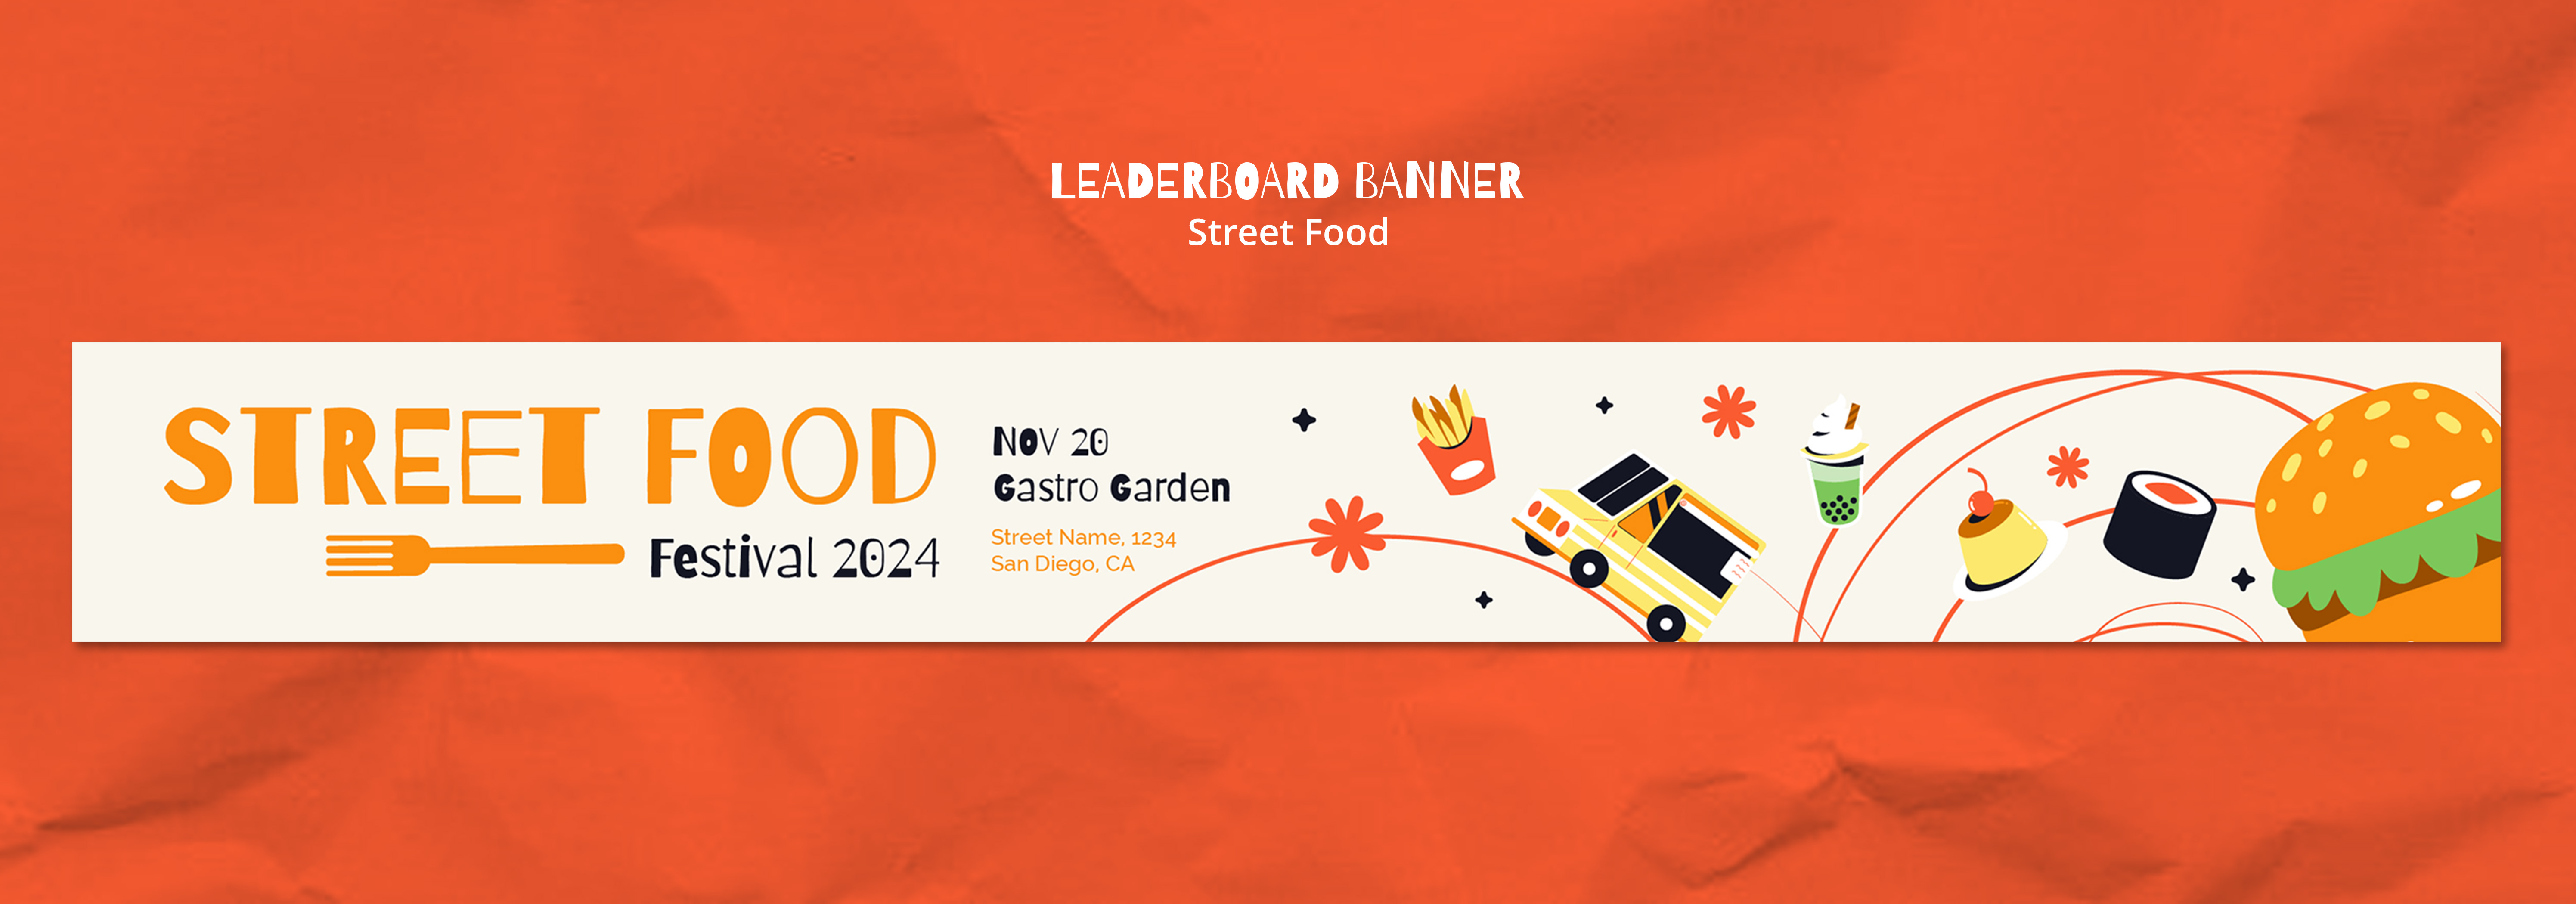 LEADERBOARD BANNER
Street Food
STREET FOOD
Festival 2024
NOV 20
Gastro Garden
Street Name, 1234
San Diego, CA